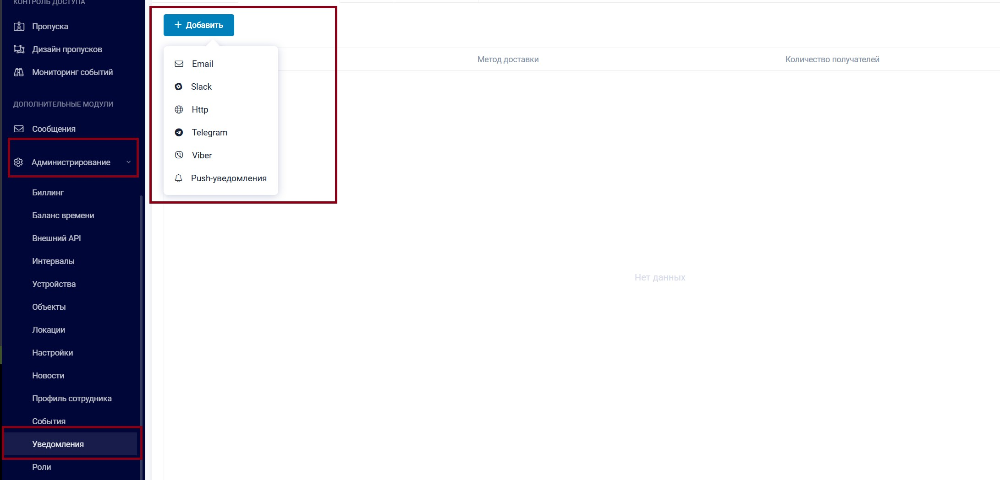 КОНТРОЛЬ ДОСТУПА
Пропуска
Дизайн пропусков
Мониторинг событий
ДОПОЛНИТЕЛЬНЫЕ МОДУЛИ
Сообщения
Администрирование
Биллинг
Баланс времени
Внешний API
Интервалы
Устройства
Объекты
Локации
Настройки
Новости
Профиль сотрудника
События
Уведомления
Роли
Добавить
Email
Slack
Http
Telegram
Viber
Push-уведомления
Метод доставки
Количество получателей
Нет данных